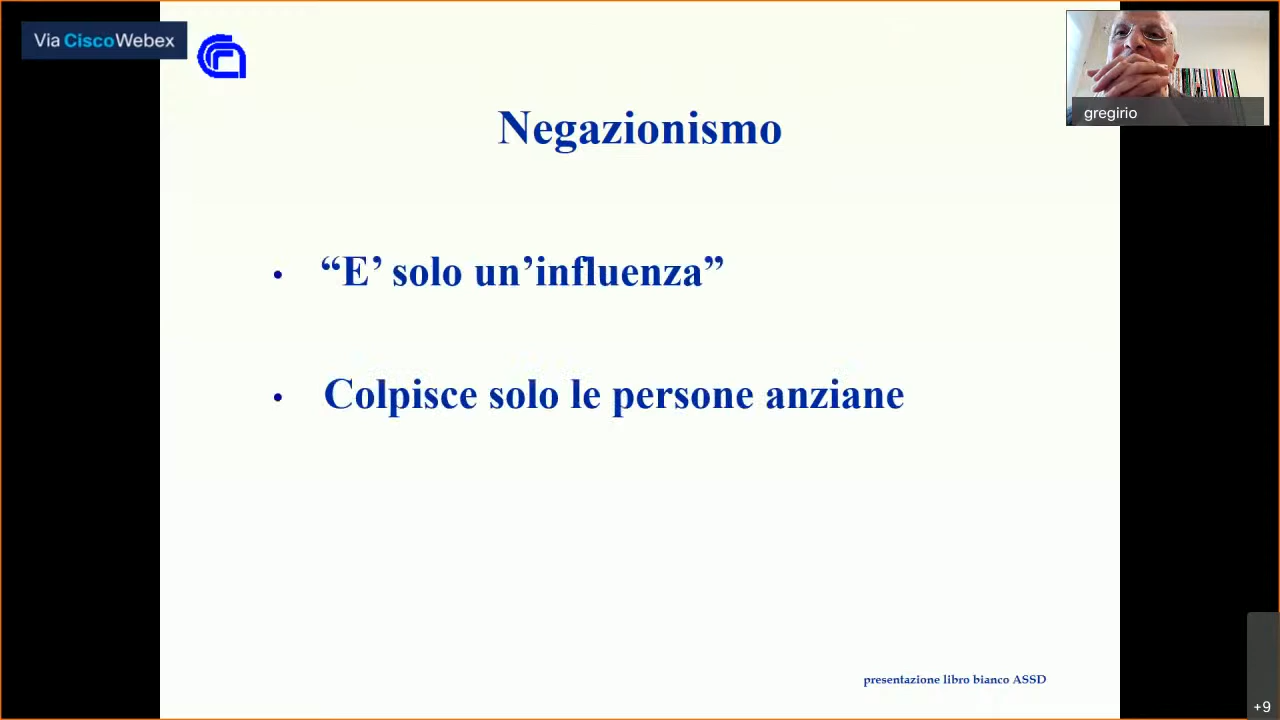 Via CiscoWebex
gregirio
Negazionismo
• “E’ solo un’influenza”
• Colpisce solo le persone anziane
presentazione libro bianco ASSD
+9